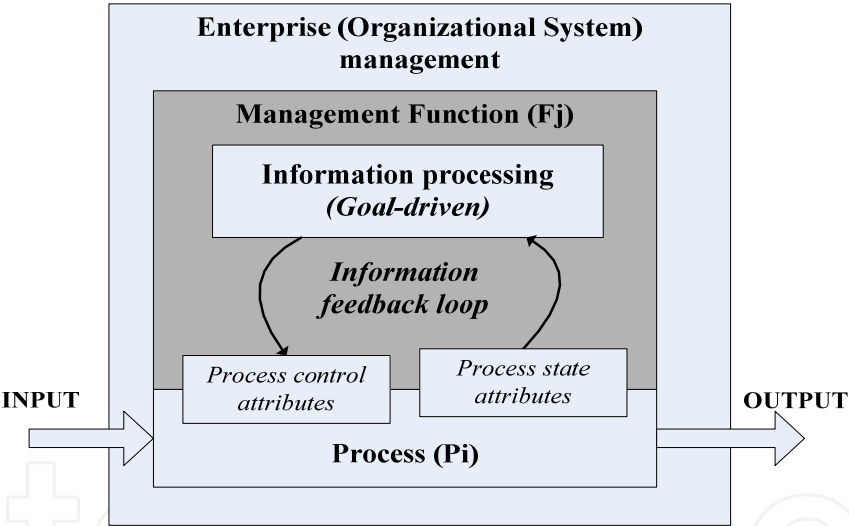 Enterprise (Organizational System)
management
Management Function (Fj)
Information processing
(Goal-driven)
Information
feedback loop
Process control
attributes
Process state
attributes
INPUT
OUTPUT
Process (Pi)